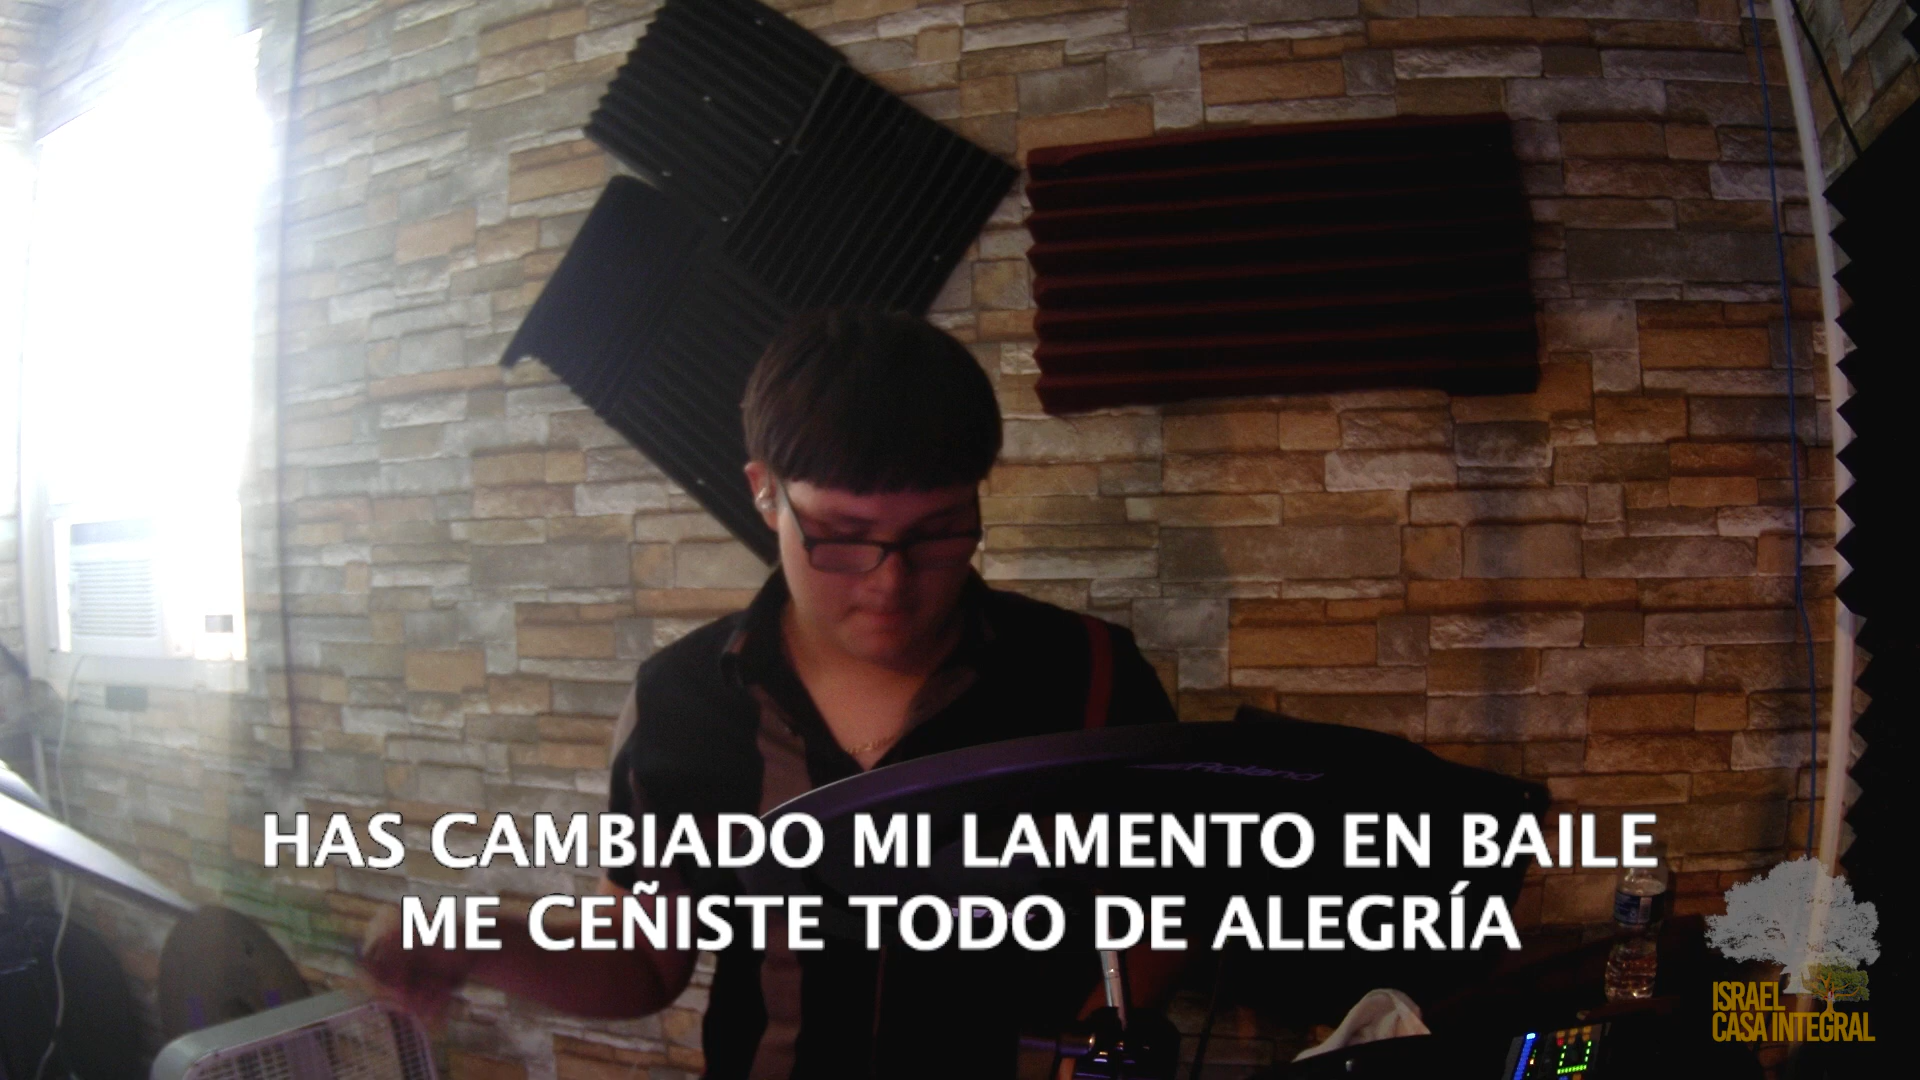 Roland
HAS CAMBIADO MI LAMENTO EN BAILE
ME CEÑISTE TODO DE ALEGRÍA
ISRAEL
CASA INTEGRAL